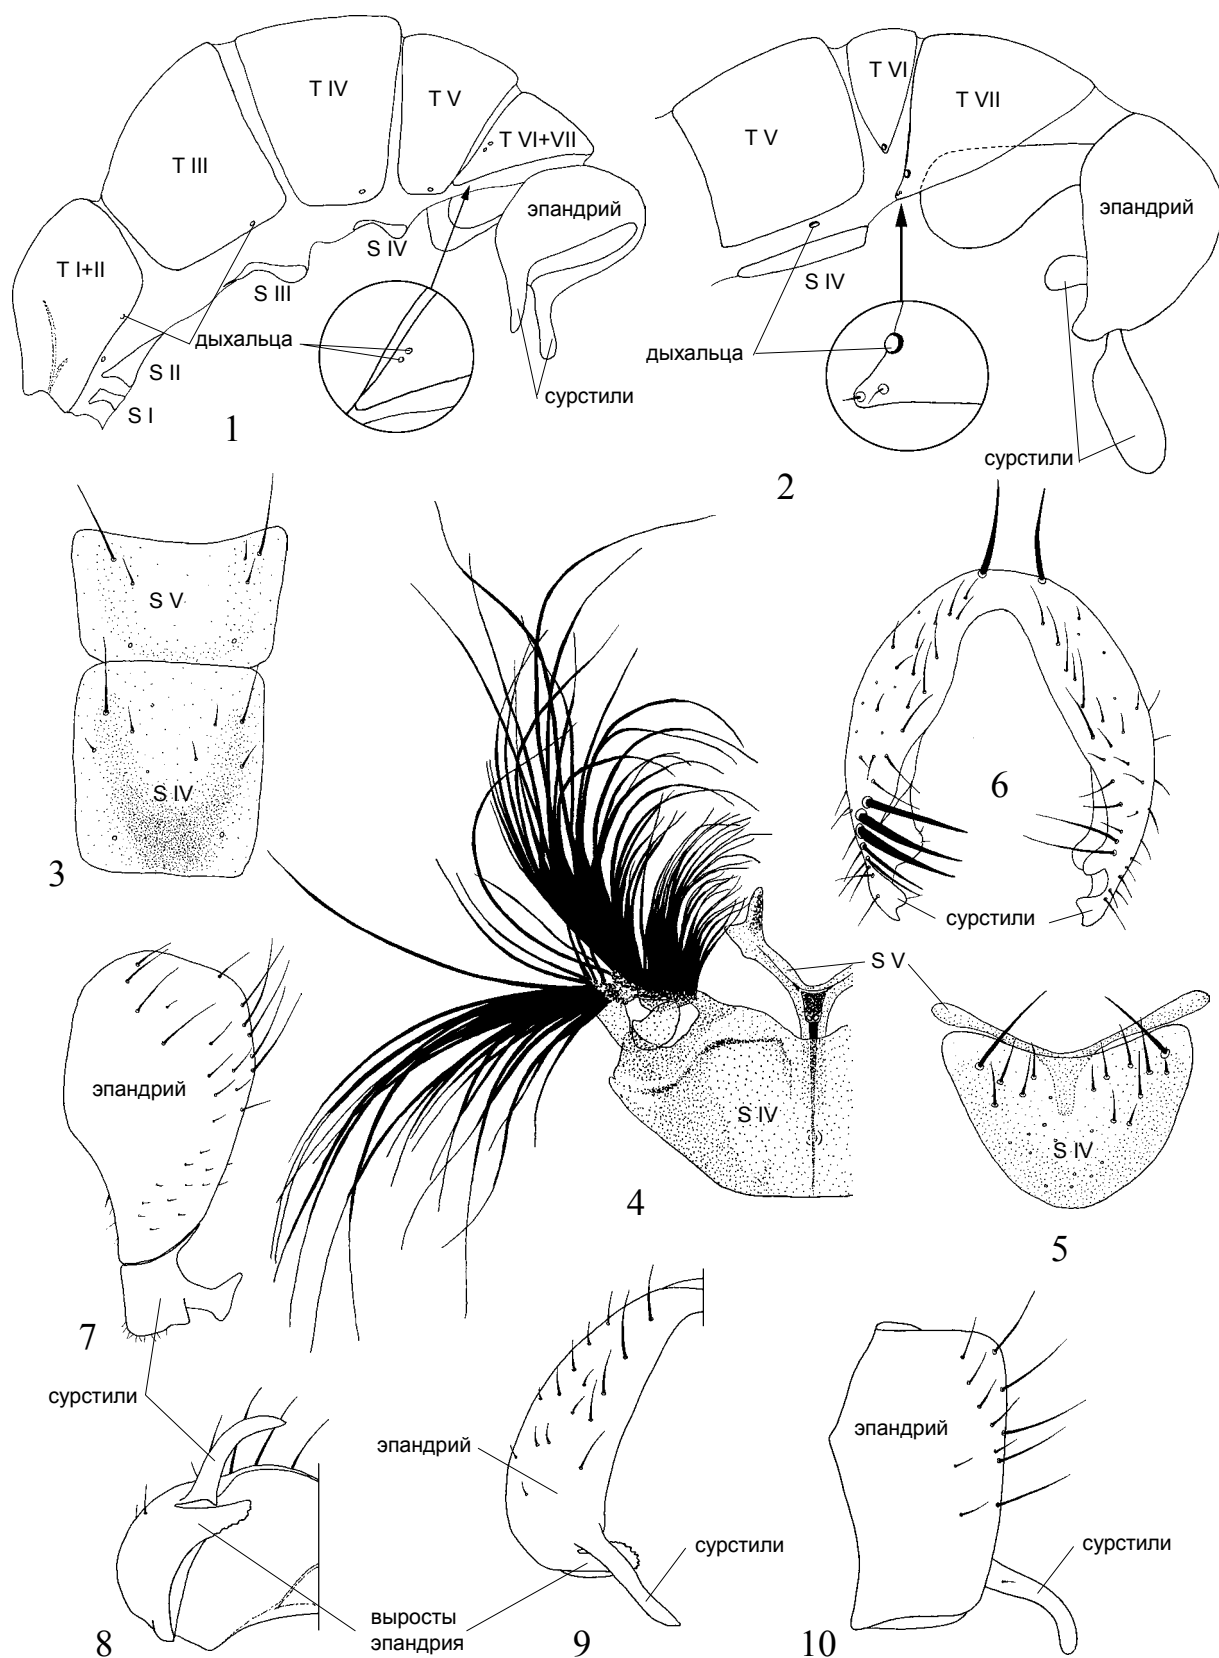 T I+II
T III
T IV
T V
T VI+VII
эпандрий
S IV
S III
S II
S I
дыхальца
сурстили
1
T V
T VI
T VII
эпандрий
S IV
дыхальца
сурстили
2
S V
S IV
3
S V
S IV
4
S IV
5
6
сурстили
эпандрий
7
сурстили
8
эпандрий
сурстили
выросты
эпандрия
9
эпандрий
сурстили
10